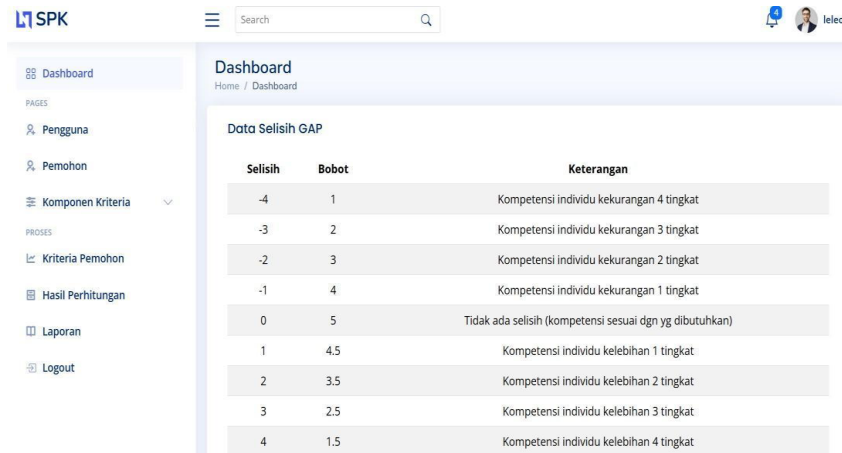 SPK
Search
4
Dashboard
PAGES
Pengguna
Pemohon
Komponen Kriteria
PROSES
Kriteria Pemohon
Hasil Perhitungan
Laporan
Logout
Dashboard
Home / Dashboard
Data Selisih GAP
Selisih Bobot Keterangan
-4 1 Kompetensi individu kekurangan 4 tingkat
-3 2 Kompetensi individu kekurangan 3 tingkat
-2 3 Kompetensi individu kekurangan 2 tingkat
-1 4 Kompetensi individu kekurangan 1 tingkat
0 5 Tidak ada selisih (kompetensi sesuai dgn yg dibutuhkan)
1 4.5 Kompetensi individu kelebihan 1 tingkat
2 3.5 Kompetensi individu kelebihan 2 tingkat
3 2.5 Kompetensi individu kelebihan 3 tingkat
4 1.5 Kompetensi individu kelebihan 4 tingkat